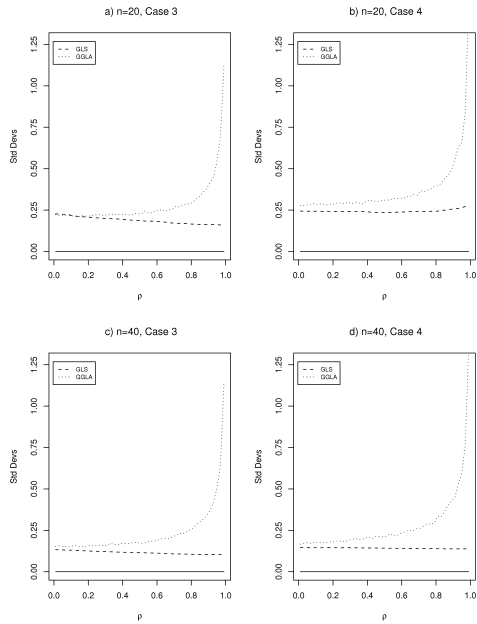 a) n=20, Case 3
Std Devs
0.00 0.25 0.50 0.75 1.00 1.25
GLS
GGLA
0.0 0.2 0.4 0.6 0.8 1.0
ρ
b) n=20, Case 4
Std Devs
0.00 0.25 0.50 0.75 1.00 1.25
GLS
GGLA
0.0 0.2 0.4 0.6 0.8 1.0
ρ
c) n=40, Case 3
Std Devs
0.00 0.25 0.50 0.75 1.00 1.25
GLS
GGLA
0.0 0.2 0.4 0.6 0.8 1.0
ρ
d) n=40, Case 4
Std Devs
0.00 0.25 0.50 0.75 1.00 1.25
GLS
GGLA
0.0 0.2 0.4 0.6 0.8 1.0
ρ